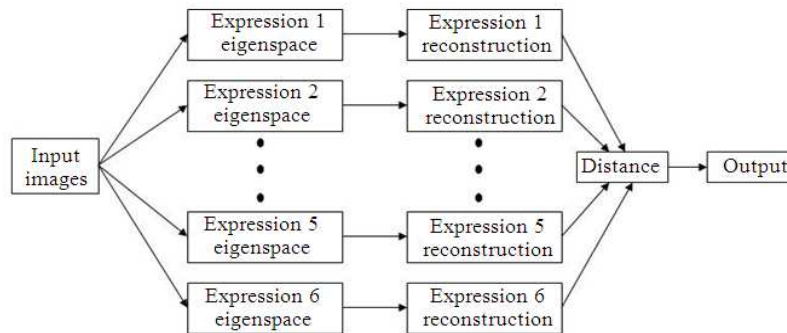 Expression 1
eigenspace
Expression 1
reconstruction
Expression 2
eigenspace
Expression 2
reconstruction
Input
images
Distance
Output
Expression 5
eigenspace
Expression 5
reconstruction
Expression 6
eigenspace
Expression 6
reconstruction